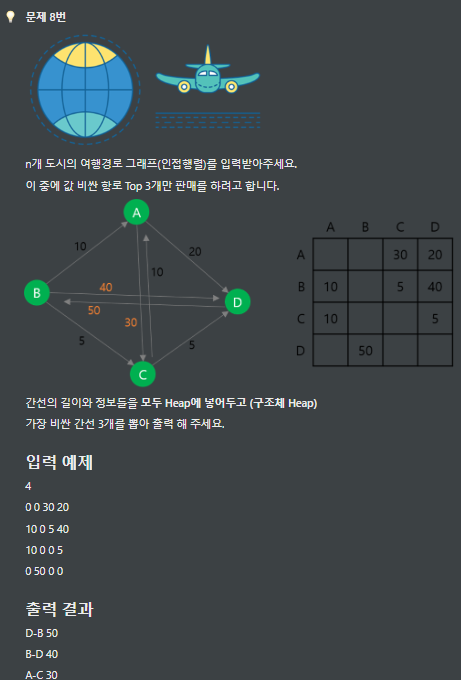 문제 8번
n개 도시의 여행경로 그래프(인접행렬)를 입력받아주세요.
이 중에 값 비싼 항로 Top 3개만 판매를 하려고 합니다.
A
10
20
10
B
40
D
50
30
5
5
C
A B C D
A 30 20
B 10 5 40
C 10 5
D 50
간선의 길이와 정보들을 모두 Heap에 넣어두고 (구조체 Heap)
가장 비싼 간선 3개를 뽑아 출력 해 주세요.
입력 예제
4
0 0 30 20
10 0 5 40
10 0 0 5
0 50 0 0
출력 결과
D-B 50
B-D 40
A-C 30